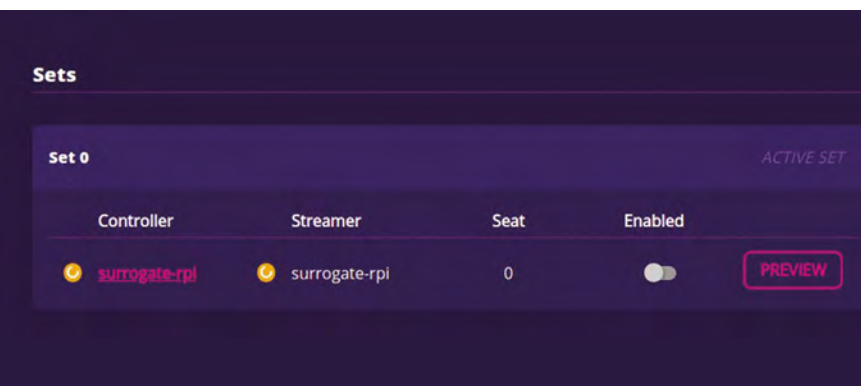 Sets
Set 0 ACTIVE SET
Controller Streamer Seat Enabled
surrogate-rpi surrogate-rpi 0 PREVIEW